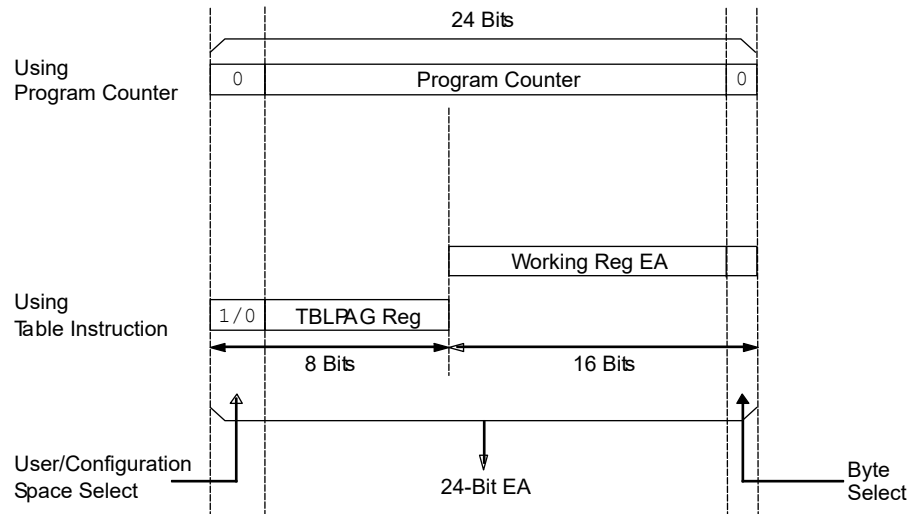 24 Bits
Using
Program Counter
0
Program Counter
0
Working Reg EA
Using
Table Instruction
1/0
TBLPAG Reg
8 Bits
16 Bits
User/Configuration
Space Select
24-Bit EA
Byte
Select